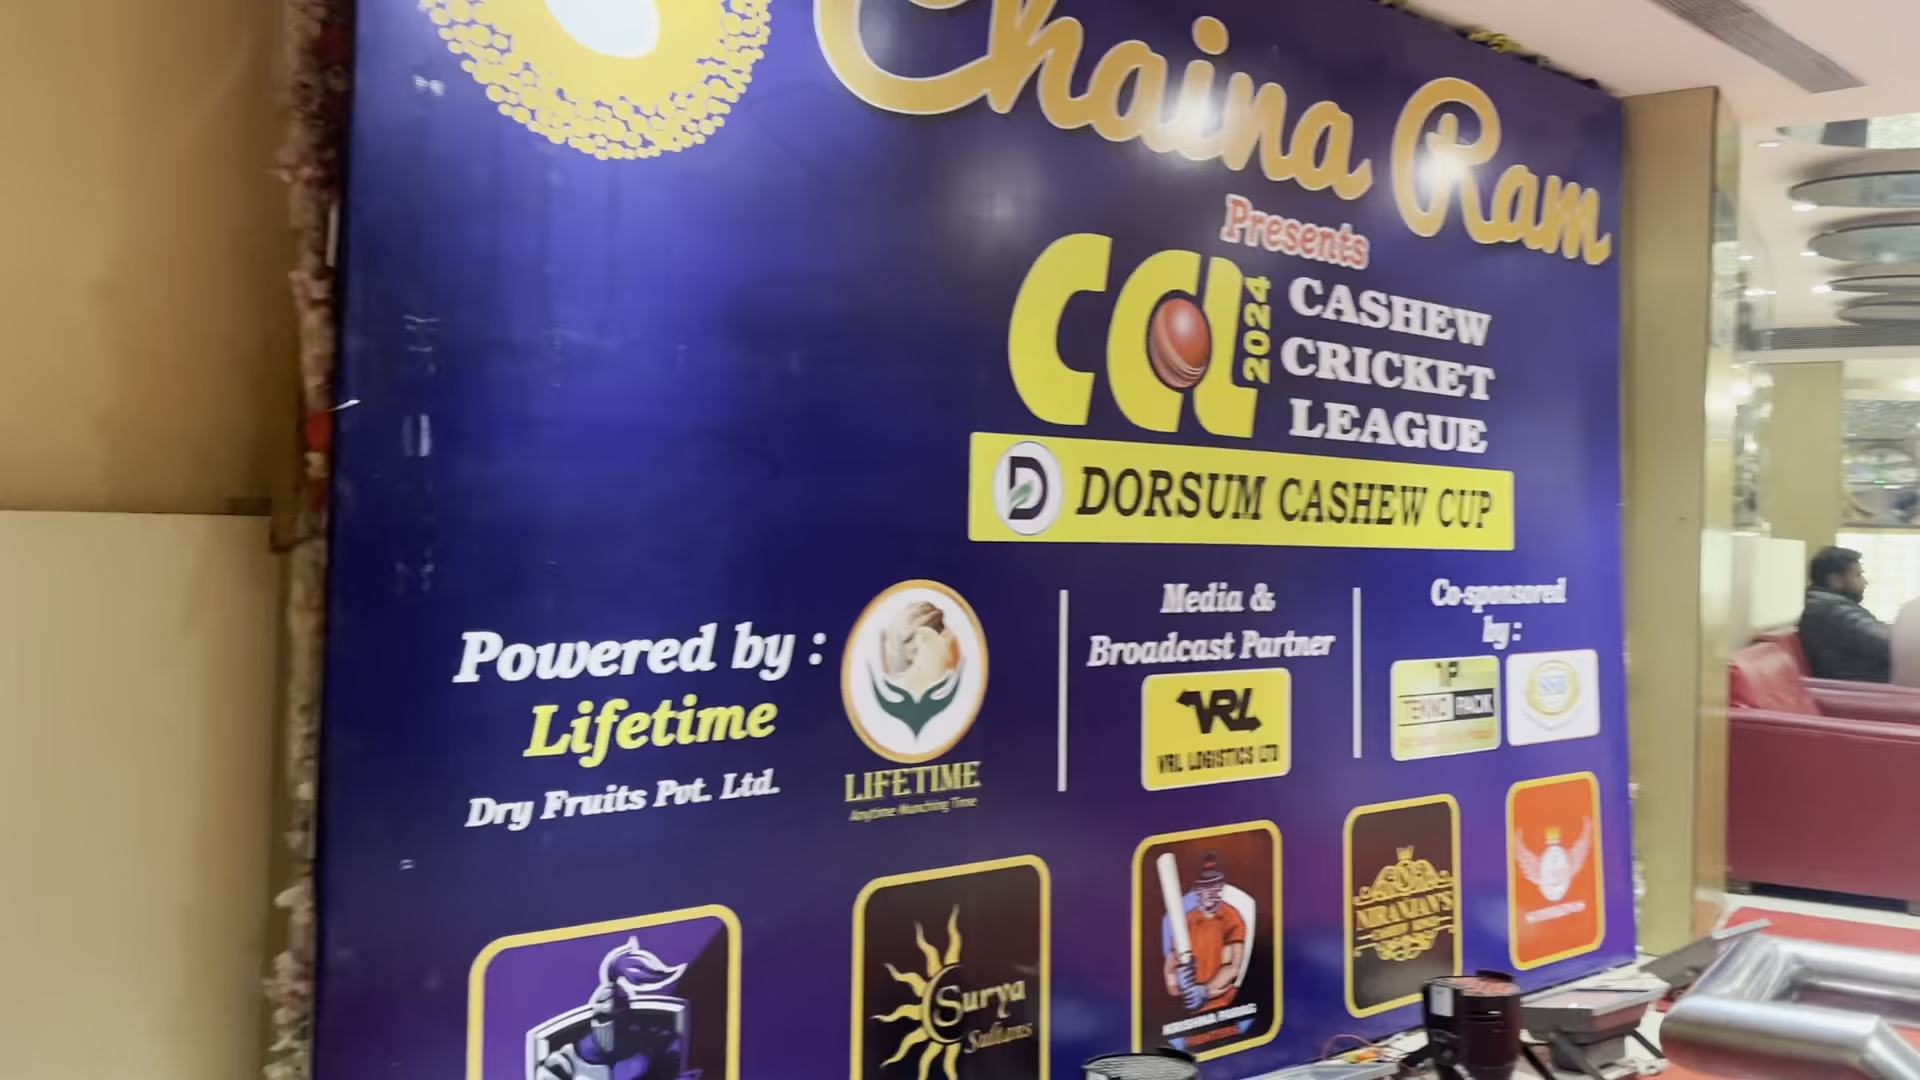 Chaina Ram
Presents
CCL 2024
CASHEW
CRICKET
LEAGUE
D DORSUM CASHEW CUP
Powered by :
Lifetime
Dry Fruits Pvt. Ltd.
LIFETIME
Anytime Munching Time
Media &
Broadcast Partner
VRL
VRL LOGISTICS LTD
Co-sponsored
by :
TEKNO PACK
SSB
Surya
Sultans
NIRANJAN'S